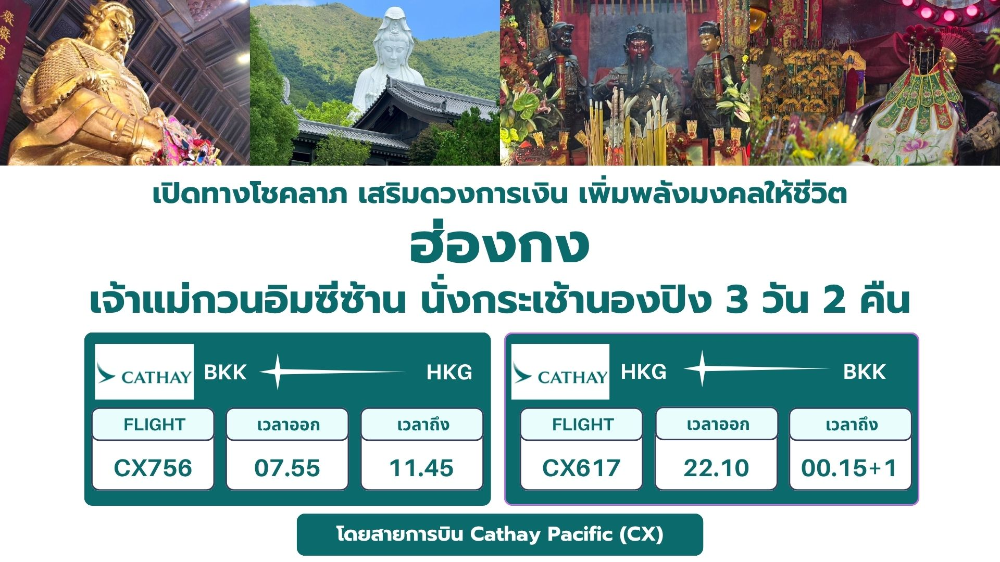 เปิดทางโชคลาภ เสริมดวงการเงิน เพิ่มพลังมงคลให้ชีวิต
ฮ่องกง
เจ้าแม่กวนอิมซีซ้าน นั่งกระเช้านองปิง 3 วัน 2 คืน
CATHAY BKK HKG
FLIGHT เวลาออก เวลาถึง
CX756 07.55 11.45
CATHAY HKG BKK
FLIGHT เวลาออก เวลาถึง
CX617 22.10 00.15+1
โดยสายการบิน Cathay Pacific (CX)